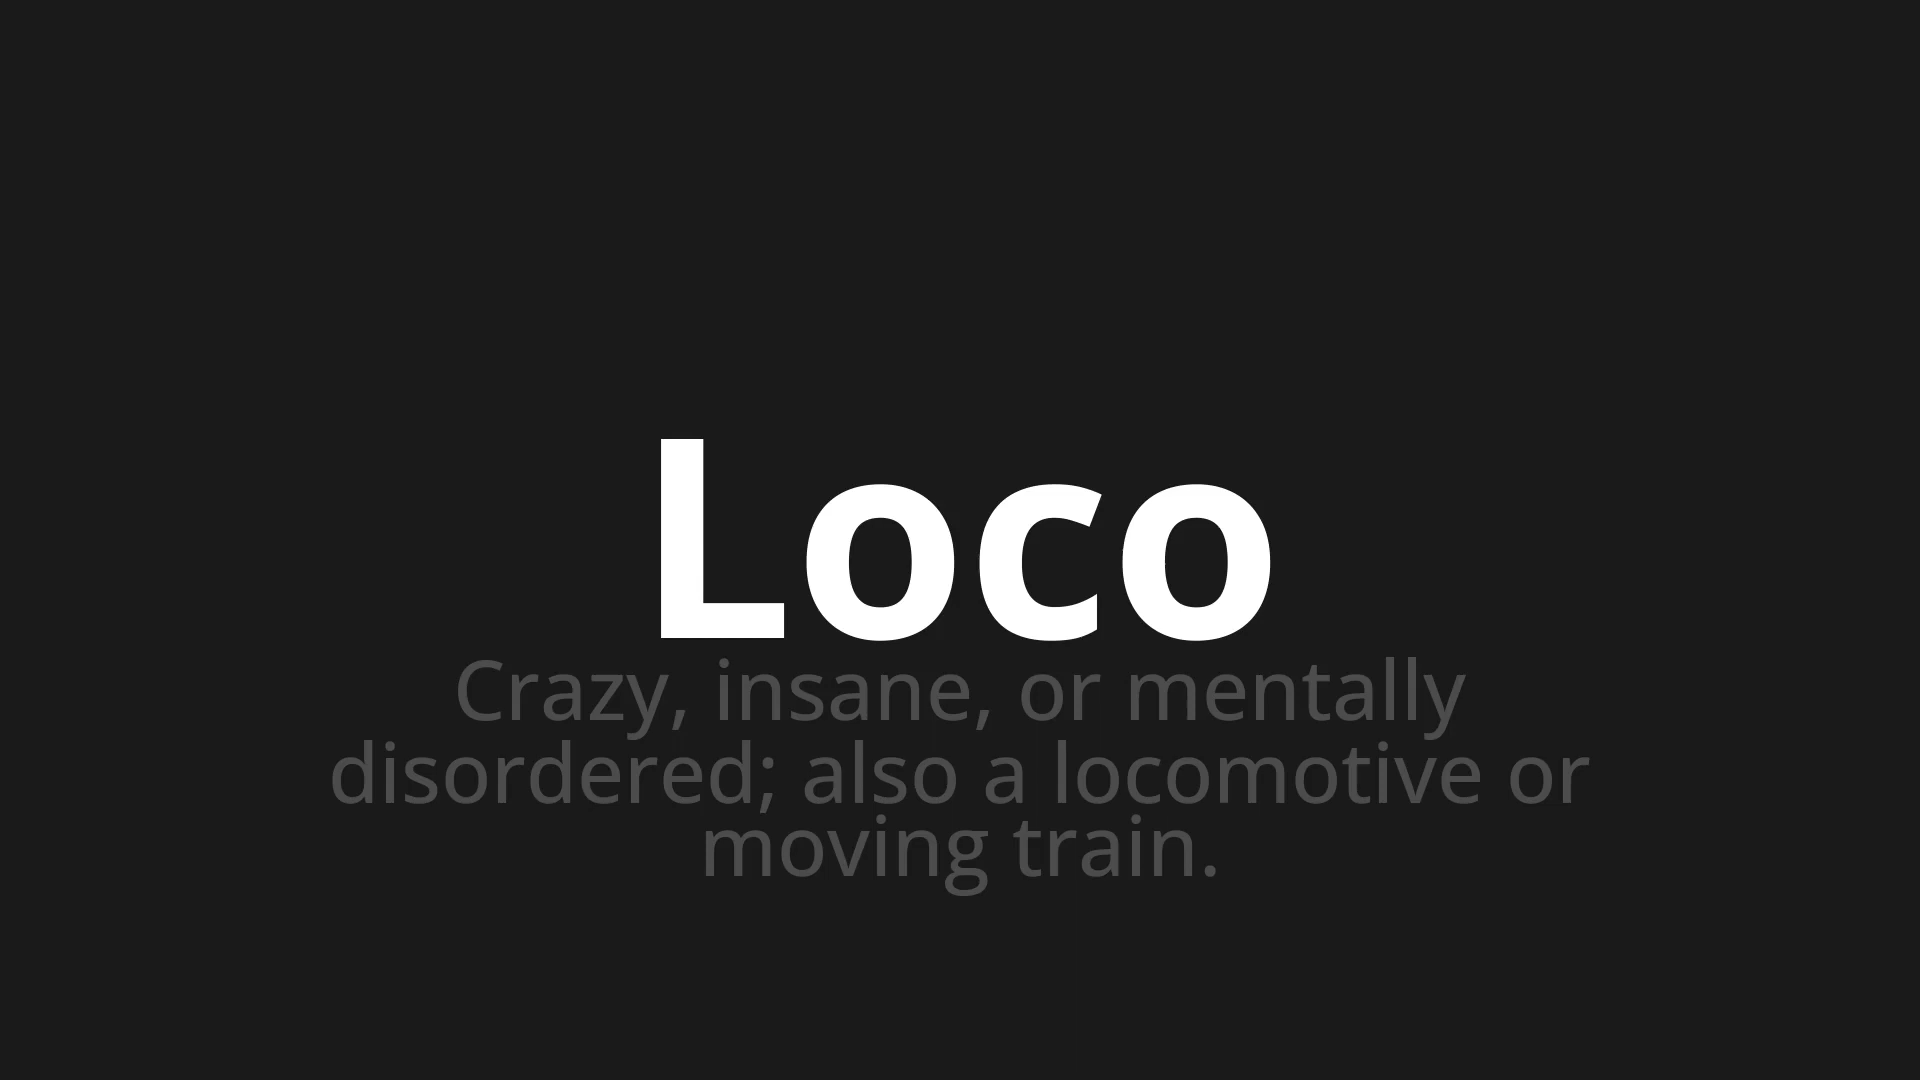 Loco
Crazy, insane, or mentally
disordered; also a locomotive or
moving train.